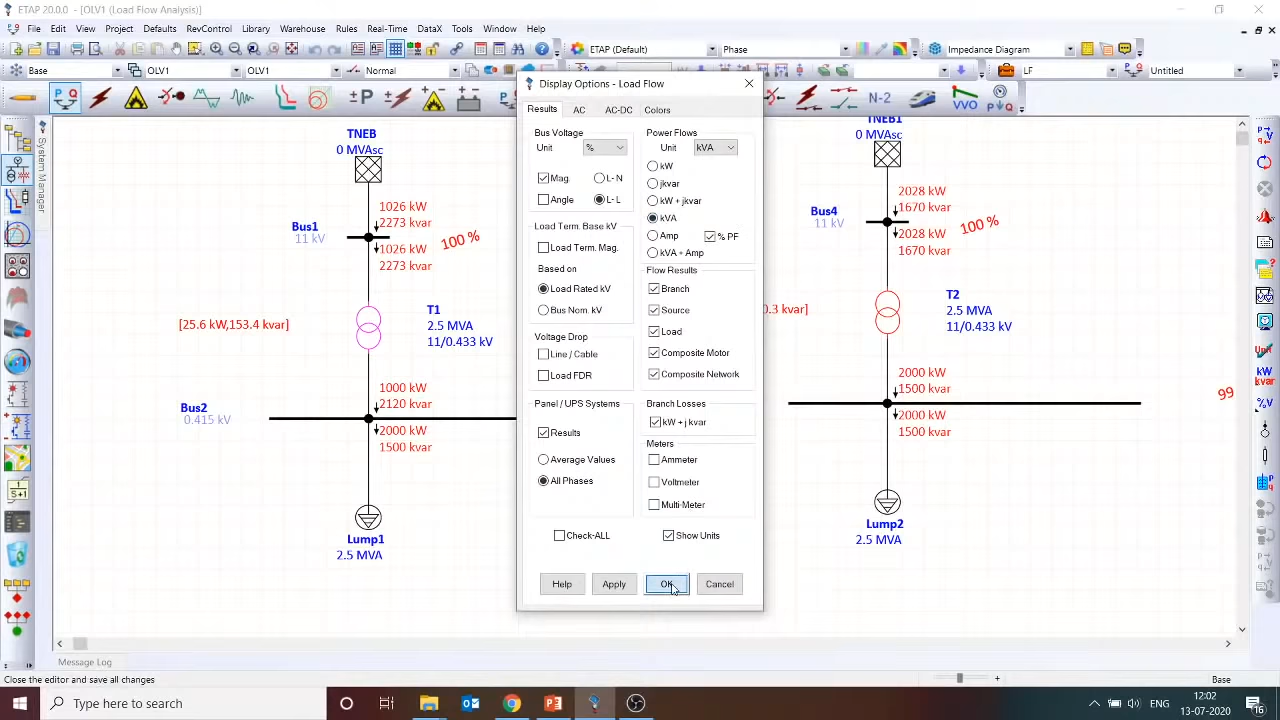 ETAP 20.0.0 - [OLV1 (Load Flow Analysis)]
File Edit View Project Defaults RevControl Library Warehouse Rules Real-Time DataX Tools Window Help
ETAP (Default) Phase Impedance Diagram
Base OLV1 OLV1 Normal LF Untitled
N-2 VVO
System Manager
TNEB
0 MVAsc
1026 kW
2273 kvar
Bus1
11 kV
1026 kW
2273 kvar
100 %
[25.6 kW,153.4 kvar]
T1
2.5 MVA
11/0.433 kV
1000 kW
2120 kvar
Bus2
0.415 kV
2000 kW
1500 kvar
Lump1
2.5 MVA
Display Options - Load Flow
Results AC AC-DC Colors
Bus Voltage
Unit %
Mag. L-N
Angle L-L
Load Term. Base kV
Load Term. Mag.
Based on
Load Rated kV
Bus Nom. kV
Voltage Drop
Line / Cable
Load FDR
Panel / UPS Systems
Results
Average Values
All Phases
Power Flows
Unit kVA
kW
jkvar
kW + jkvar
kVA
Amp % PF
kVA + Amp
Flow Results
Branch
Source
Load
Composite Motor
Composite Network
Branch Losses
kW + j kvar
Meters
Ammeter
Voltmeter
Multi-Meter
Check-ALL Show Units
Help Apply OK Cancel
TNEB1
0 MVAsc
2028 kW
1670 kvar
Bus4
11 kV
2028 kW
1670 kvar
100 %
0.3 kvar]
T2
2.5 MVA
11/0.433 kV
2000 kW
1500 kvar
99
2000 kW
1500 kvar
Lump2
2.5 MVA
kW
kvar
Message Log
Close the editor and save all changes
Base
Type here to search
ENG
12:02
13-07-2020